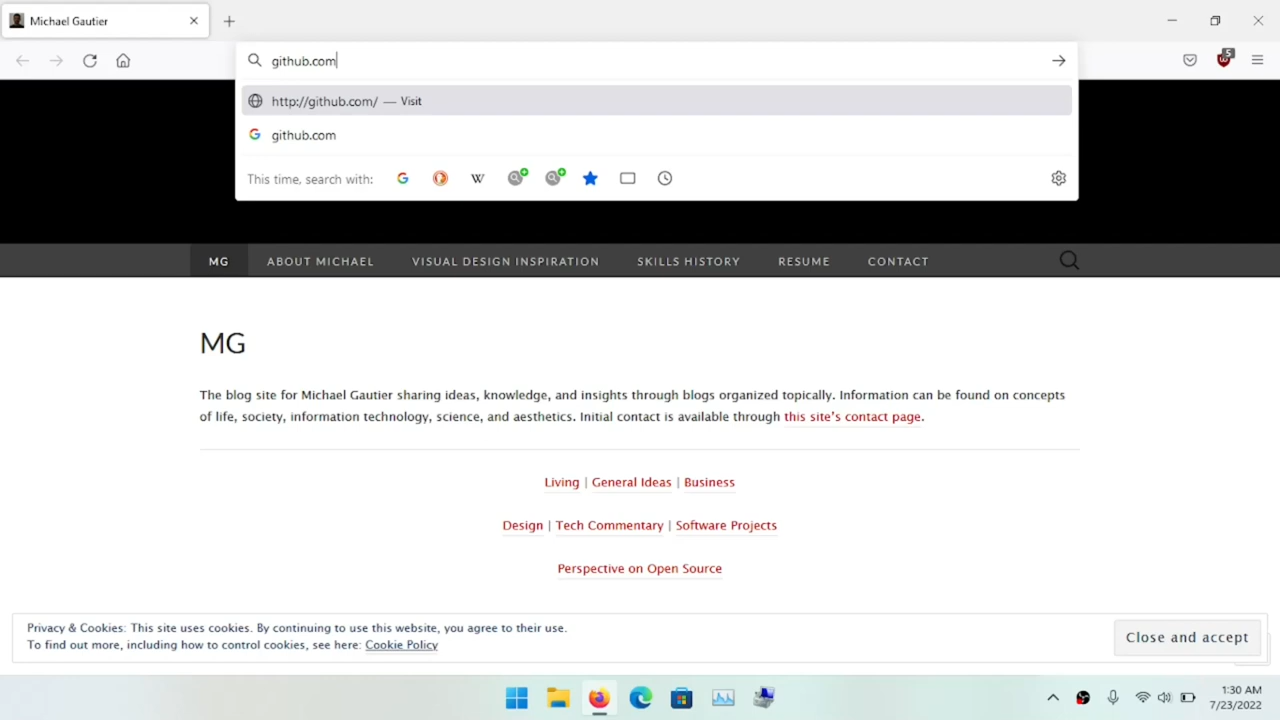 Michael Gautier
github.com
http://github.com/ — Visit
github.com
This time, search with:
5
MG
ABOUT MICHAEL
VISUAL DESIGN INSPIRATION
SKILLS HISTORY
RESUME
CONTACT
MG
The blog site for Michael Gautier sharing ideas, knowledge, and insights through blogs organized topically. Information can be found on concepts
of life, society, information technology, science, and aesthetics. Initial contact is available through this site's contact page.
Living | General Ideas | Business
Design | Tech Commentary | Software Projects
Perspective on Open Source
Privacy & Cookies: This site uses cookies. By continuing to use this website, you agree to their use.
To find out more, including how to control cookies, see here: Cookie Policy
Close and accept
1:30 AM
7/23/2022